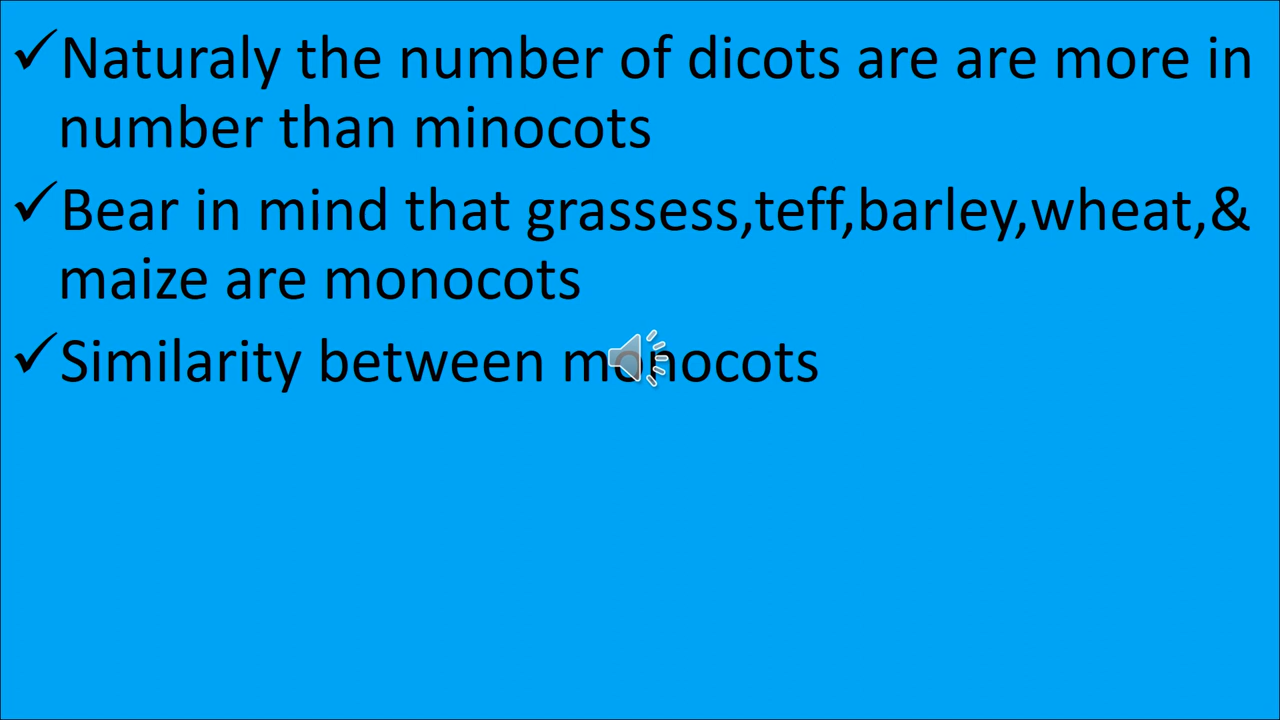 ✓Naturaly the number of dicots are are more in
number than minocots
✓Bear in mind that grassess,teff,barley,wheat,&
maize are monocots
✓Similarity between monocots